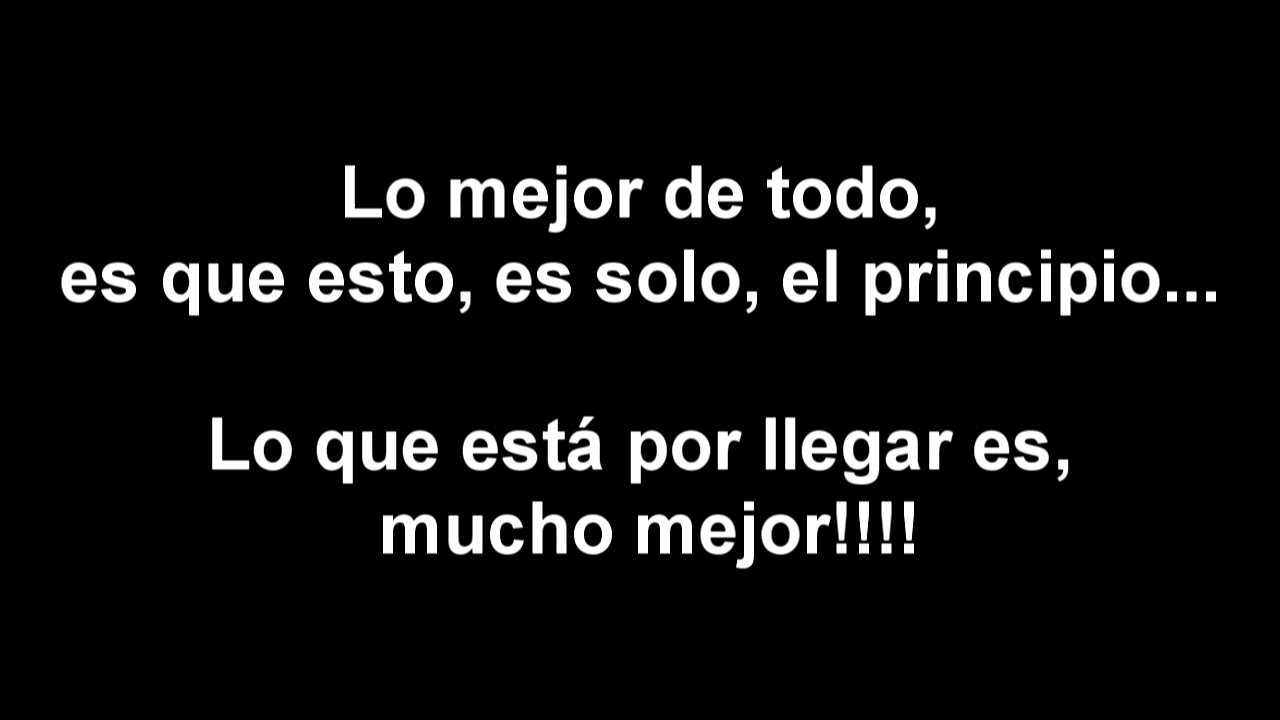 Lo mejor de todo,
es que esto, es solo, el principio...
Lo que está por llegar es,
mucho mejor!!!!